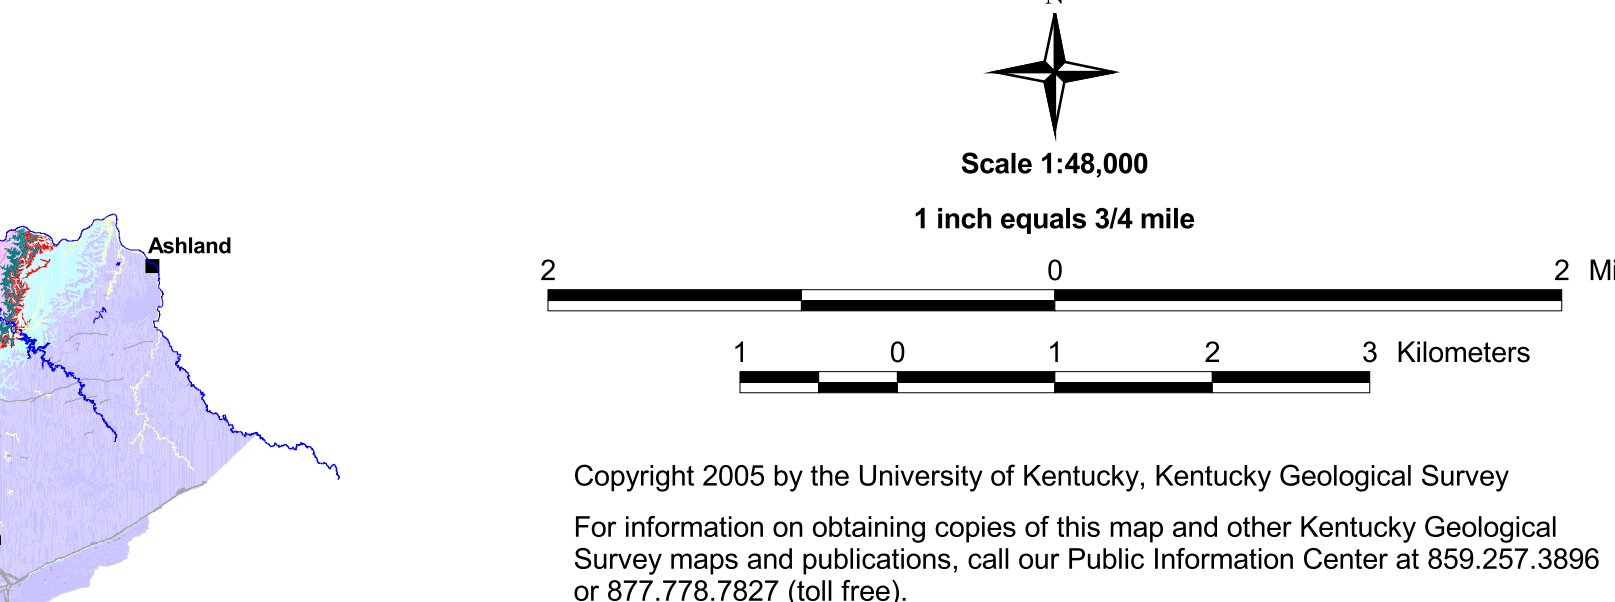 N
Scale 1:48,000
1 inch equals 3/4 mile
Ashland
2 0 2 Mi
1 0 1 2 3 Kilometers
Copyright 2005 by the University of Kentucky, Kentucky Geological Survey
For information on obtaining copies of this map and other Kentucky Geological
Survey maps and publications, call our Public Information Center at 859.257.3896
or 877.778.7827 (toll free).